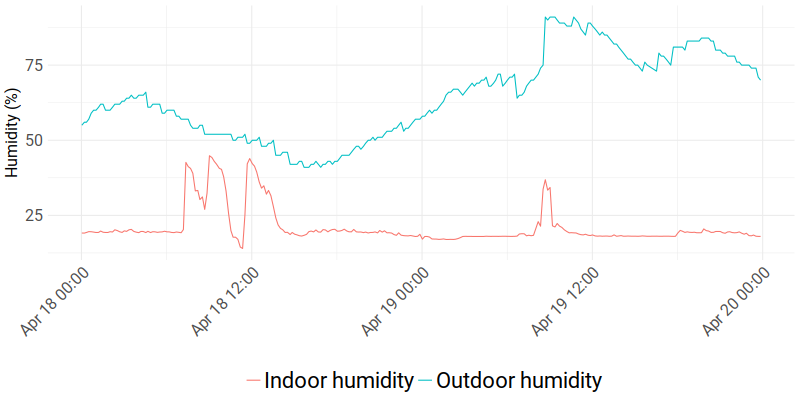 Humidity (%)
75
50
25
Apr 18 00:00
Apr 18 12:00
Apr 19 00:00
Apr 19 12:00
Apr 20 00:00
Indoor humidity
Outdoor humidity